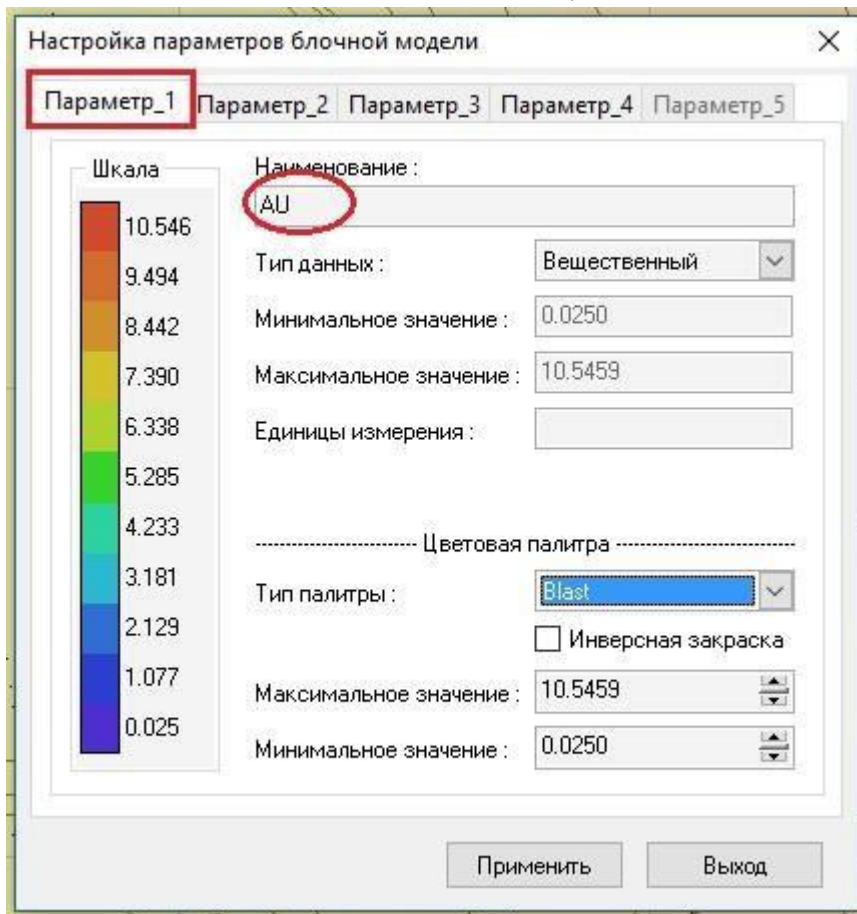 Настройка параметров блочной модели
Параметр_1 Параметр_2 Параметр_3 Параметр_4 Параметр_5
Шкала
10.546
9.494
8.442
7.390
6.338
5.285
4.233
3.181
2.129
1.077
0.025
Наименование :
AU
Тип данных : Вещественный
Минимальное значение : 0.0250
Максимальное значение : 10.5459
Единицы измерения :
Цветовая палитра
Тип палитры : Blast
Инверсная закраска
Максимальное значение : 10.5459
Минимальное значение : 0.0250
Применить Выход